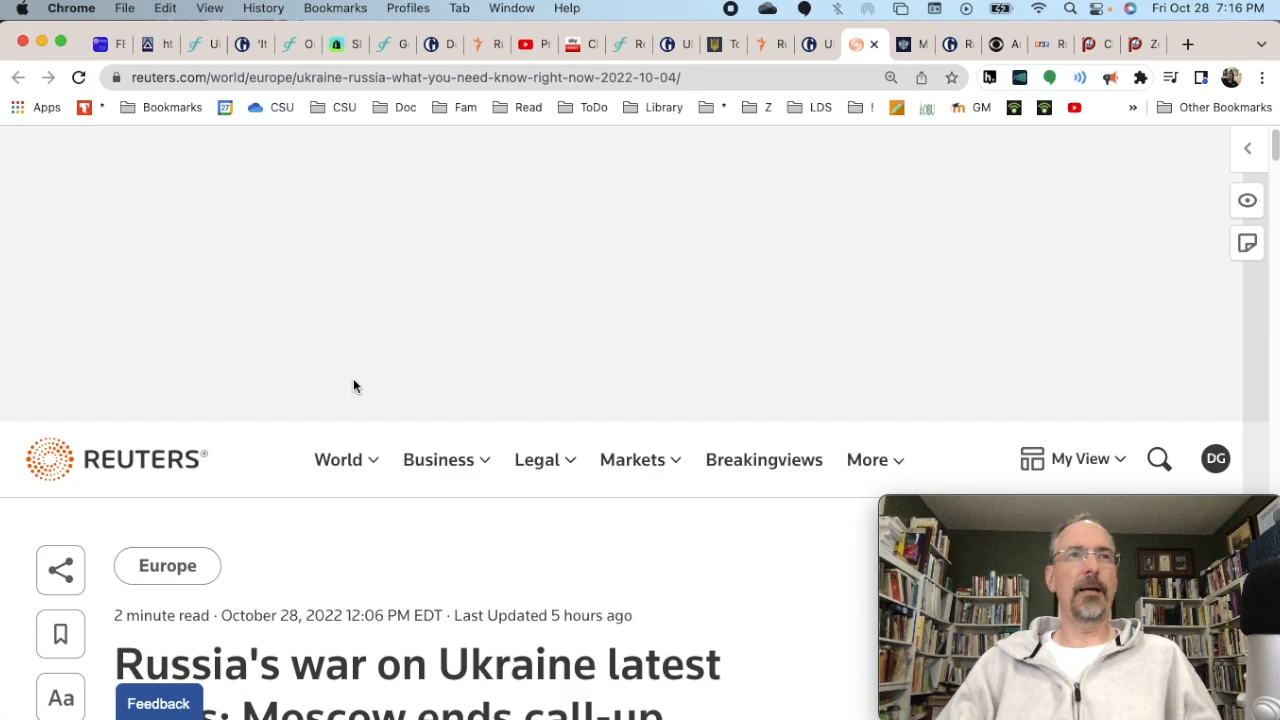 Chrome File Edit View History Bookmarks Profiles Tab Window Help Fri Oct 28 7:16 PM
reuters.com/world/europe/ukraine-russia-what-you-need-know-right-now-2022-10-04/
Apps * Bookmarks 27 CSU CSU Doc Fam Read ToDo Library * Z LDS ! GM » Other Bookmarks
REUTERS® World Business Legal Markets Breakingviews More My View DG
Europe
2 minute read · October 28, 2022 12:06 PM EDT · Last Updated 5 hours ago
Russia's war on Ukraine latest
Moscow ends call-up
Aa
Feedback